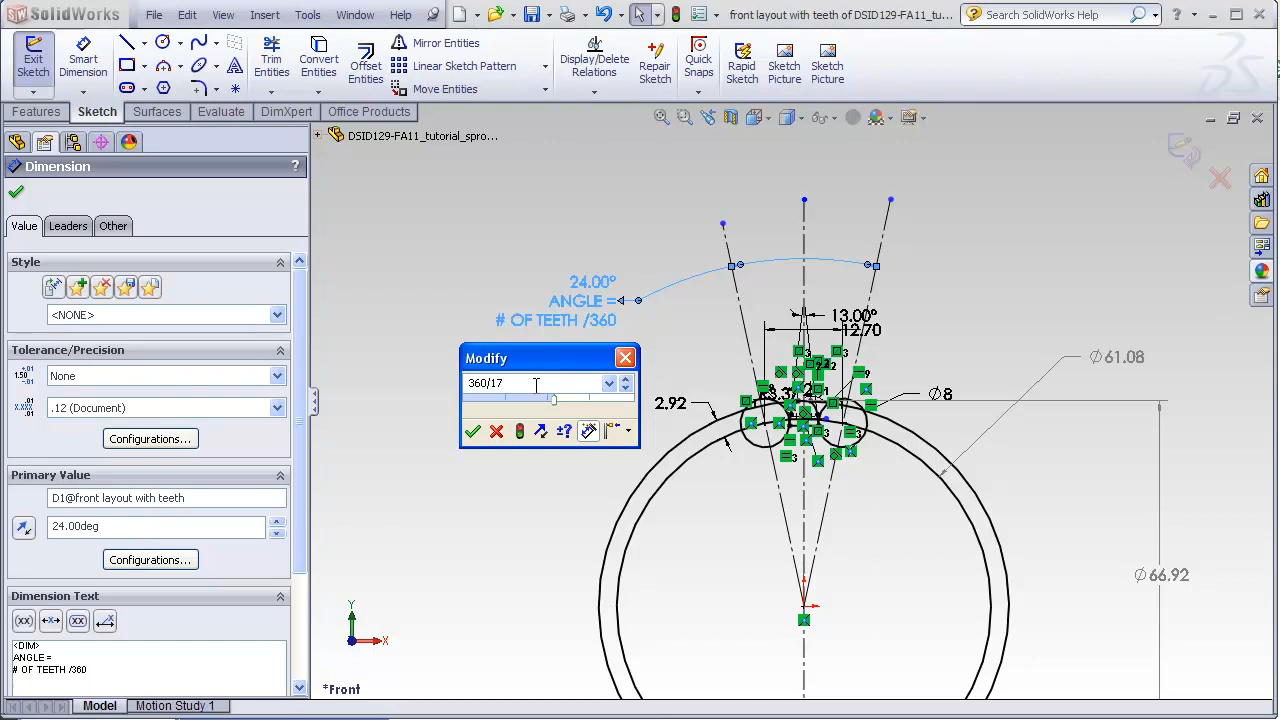 SolidWorks
File
Edit
View
Insert
Tools
Window
Help
front layout with teeth of DSID129-FA11_tu...
Search SolidWorks Help
Exit Sketch
Smart Dimension
Trim Entities
Convert Entities
Offset Entities
Mirror Entities
Linear Sketch Pattern
Move Entities
Display/Delete Relations
Repair Sketch
Quick Snaps
Rapid Sketch
Sketch Picture
Sketch Picture
Features
Sketch
Surfaces
Evaluate
DimXpert
Office Products
DSID129-FA11_tutorial_spro...
Dimension
?
Value
Leaders
Other
Style
<NONE>
Tolerance/Precision
None
.12 (Document)
Configurations...
Primary Value
D1@front layout with teeth
24.00deg
Configurations...
Dimension Text
<DIM>
ANGLE =
# OF TEETH /360
24.00°
ANGLE =
# OF TEETH /360
Modify
360/17
13.00°
12.70
Ø61.08
2.92
Ø8
Ø66.92
Y
X
*Front
Model
Motion Study 1